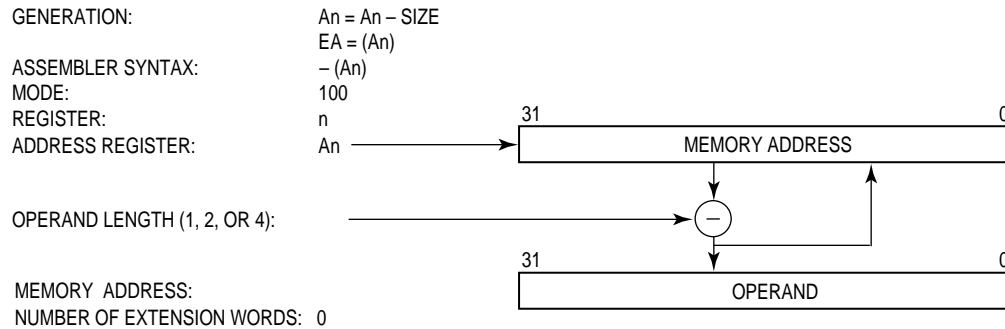 GENERATION: An = An – SIZE
EA = (An)
ASSEMBLER SYNTAX: – (An)
MODE: 100
REGISTER: n
31 0
ADDRESS REGISTER: An MEMORY ADDRESS
OPERAND LENGTH (1, 2, OR 4): –
31 0
MEMORY ADDRESS: OPERAND
NUMBER OF EXTENSION WORDS: 0